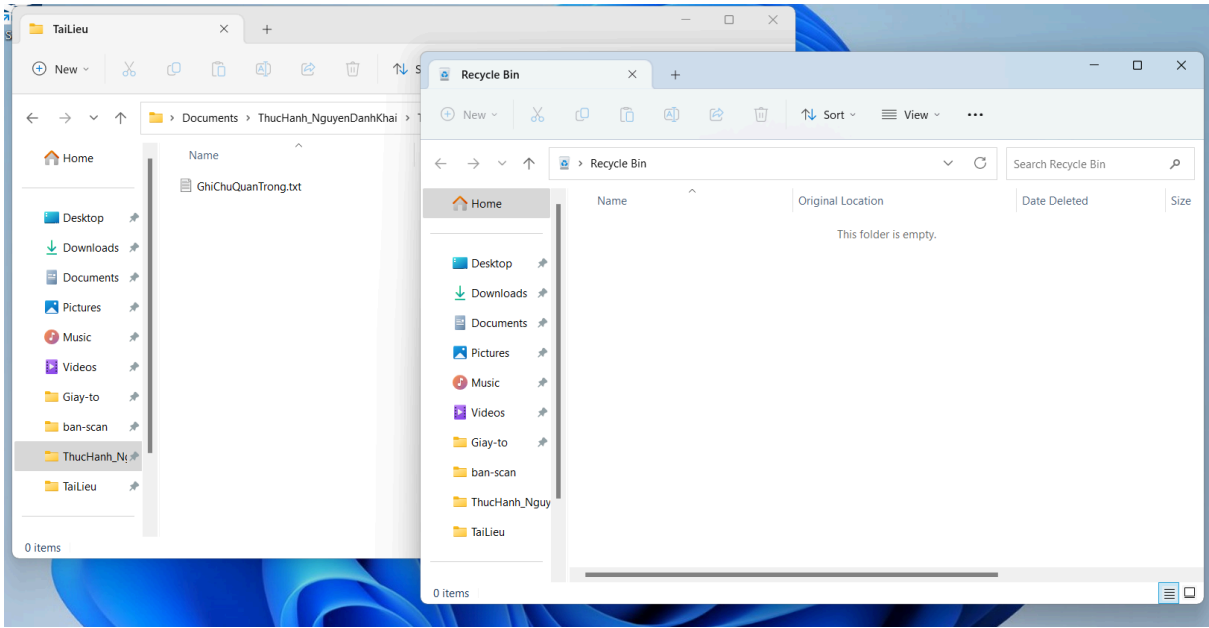 S
TaiLieu
New
S
Documents > ThucHanh_NguyenDanhKhai >
Home
Name
GhiChuQuanTrong.txt
Desktop
Downloads
Documents
Pictures
Music
Videos
Giay-to
ban-scan
ThucHanh_Ng
TaiLieu
0 items
Recycle Bin
New
Sort
View
Recycle Bin
Search Recycle Bin
Home
Name Original Location Date Deleted Size
This folder is empty.
Desktop
Downloads
Documents
Pictures
Music
Videos
Giay-to
ban-scan
ThucHanh_Nguy
TaiLieu
0 items